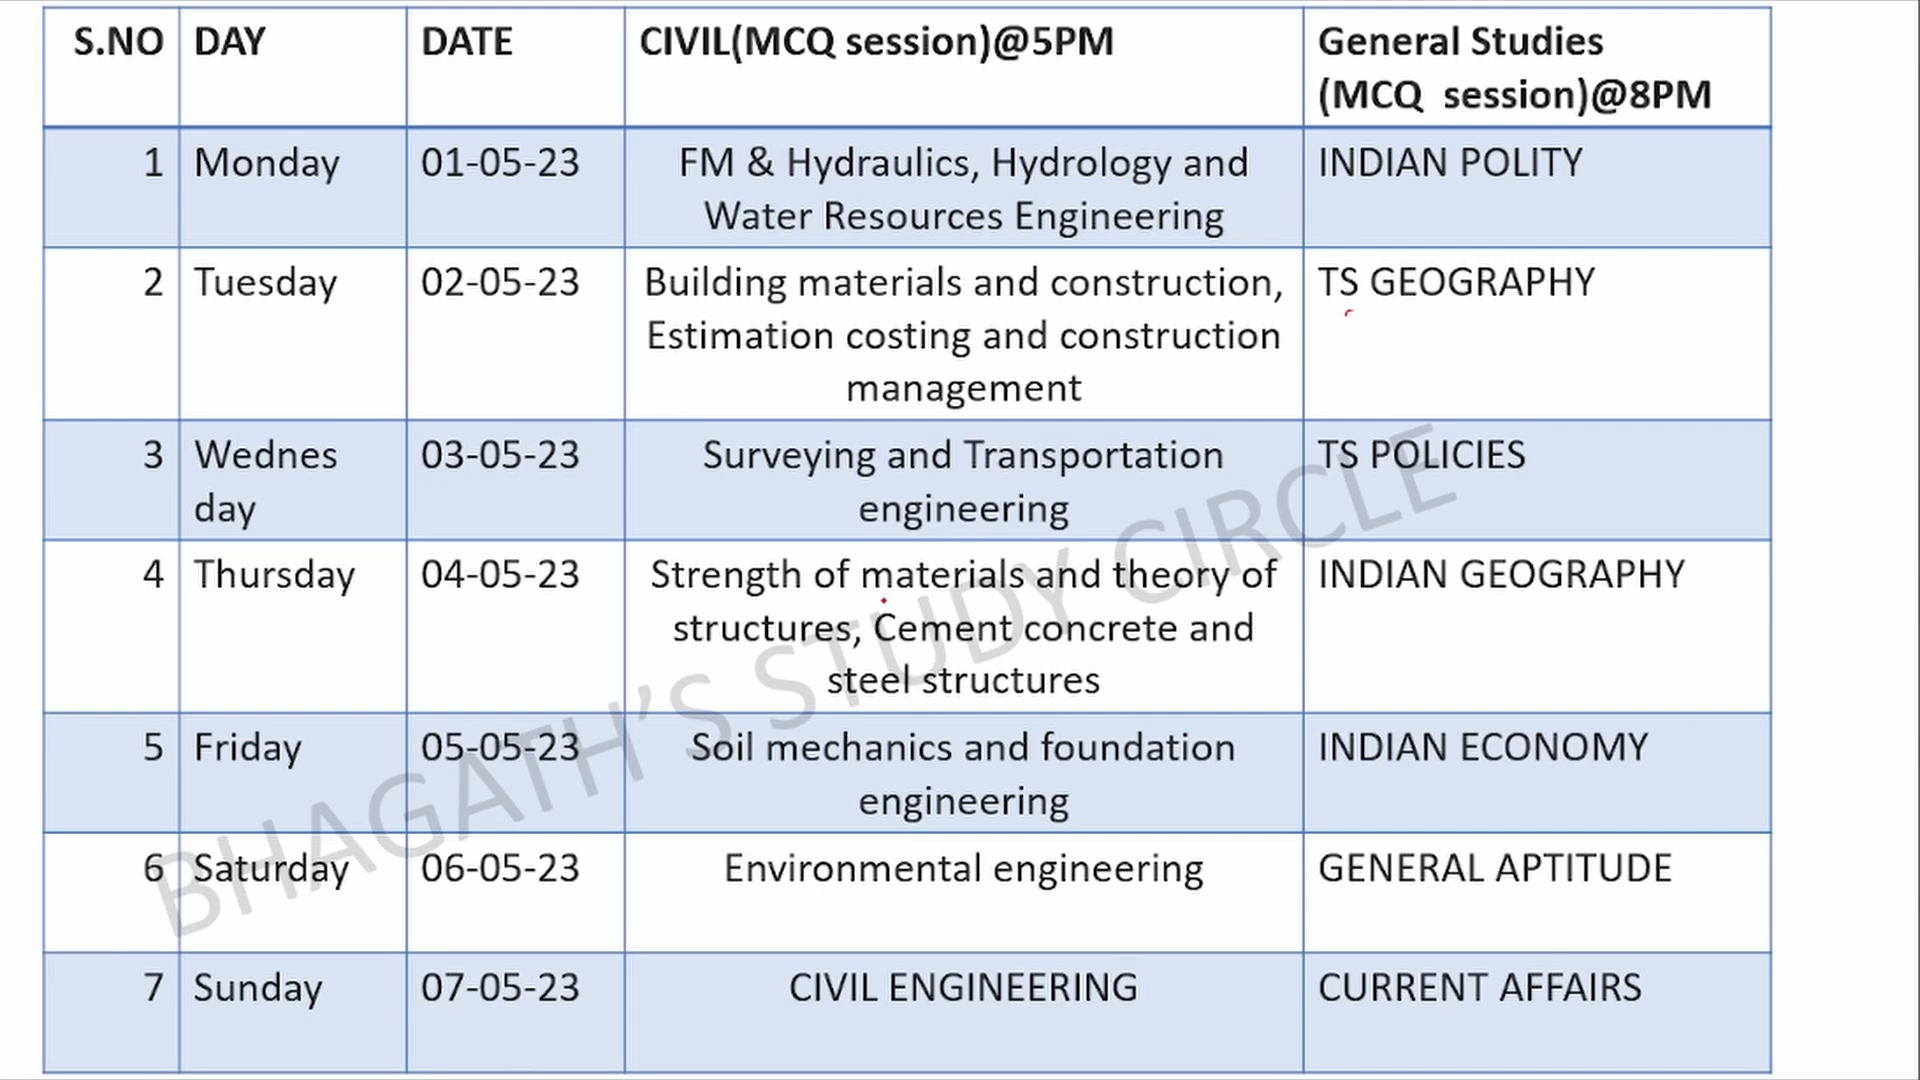 S.NO DAY DATE CIVIL(MCQ session)@5PM General Studies
(MCQ session)@8PM
1 Monday 01-05-23 FM & Hydraulics, Hydrology and INDIAN POLITY
Water Resources Engineering
2 Tuesday 02-05-23 Building materials and construction, TS GEOGRAPHY
Estimation costing and construction
management
3 Wednes 03-05-23 Surveying and Transportation TS POLICIES
day engineering
4 Thursday 04-05-23 Strength of materials and theory of INDIAN GEOGRAPHY
structures, Cement concrete and
steel structures
5 Friday 05-05-23 Soil mechanics and foundation INDIAN ECONOMY
engineering
6 Saturday 06-05-23 Environmental engineering GENERAL APTITUDE
7 Sunday 07-05-23 CIVIL ENGINEERING CURRENT AFFAIRS
BHAGATH’S STUDY CIRCLE